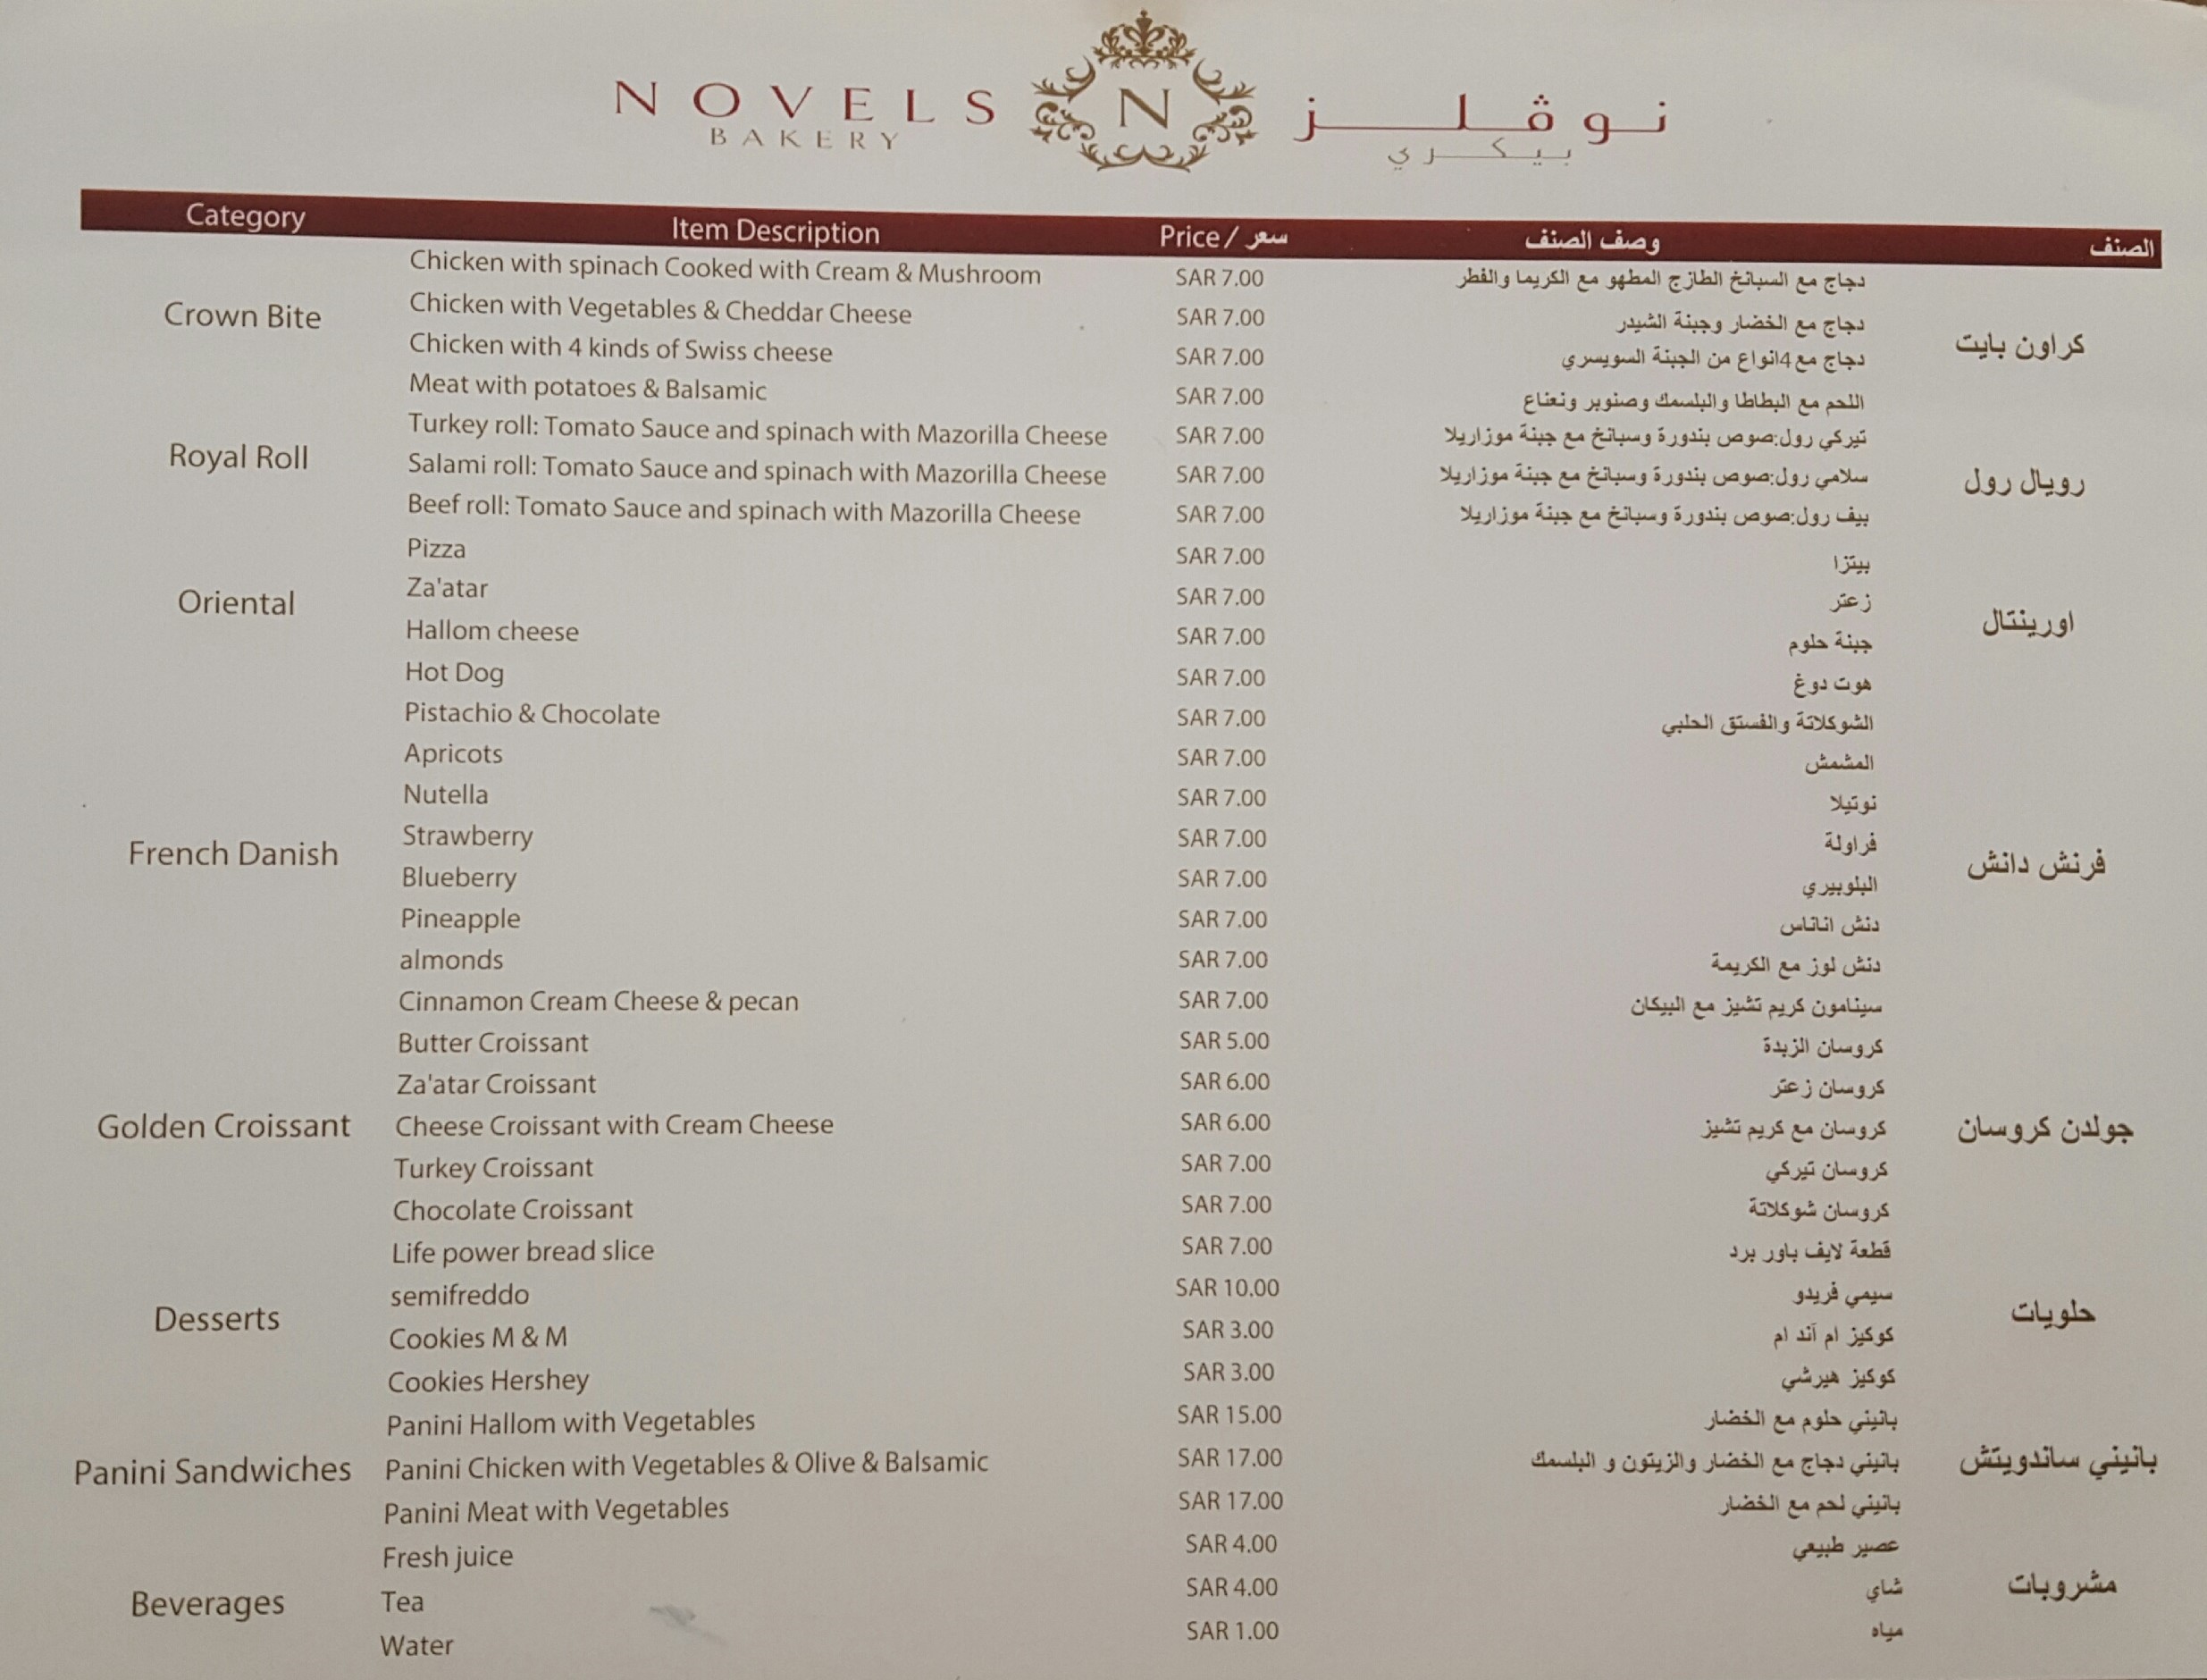 NOVELS N نوڤلز
BAKERY بيكري
Category Item Description Price / سعر وصف الصنف الصنف
Chicken with spinach Cooked with Cream & Mushroom SAR 7.00 دجاج مع السبانخ الطازج المطهو مع الكريما والفطر
Crown Bite Chicken with Vegetables & Cheddar Cheese SAR 7.00 دجاج مع الخضار وجبنة الشيدر كراون بايت
Chicken with 4 kinds of Swiss cheese SAR 7.00 دجاج مع 4انواع من الجبنة السويسري
Meat with potatoes & Balsamic SAR 7.00 اللحم مع البطاطا والبلسمك وصنوبر ونعناع
Turkey roll: Tomato Sauce and spinach with Mazorilla Cheese SAR 7.00 تيركي رول:صوص بندورة وسبانخ مع جبنة موزاريلا
Royal Roll Salami roll: Tomato Sauce and spinach with Mazorilla Cheese SAR 7.00 سلامي رول:صوص بندورة وسبانخ مع جبنة موزاريلا رويال رول
Beef roll: Tomato Sauce and spinach with Mazorilla Cheese SAR 7.00 بيف رول:صوص بندورة وسبانخ مع جبنة موزاريلا
Pizza SAR 7.00 بيتزا
Oriental Za'atar SAR 7.00 زعتر اورينتال
Hallom cheese SAR 7.00 جبنة حلوم
Hot Dog SAR 7.00 هوت دوغ
Pistachio & Chocolate SAR 7.00 الشوكلاتة والفستق الحلبي
Apricots SAR 7.00 المشمش
Nutella SAR 7.00 نوتيلا
Strawberry SAR 7.00 فراولة
French Danish Blueberry SAR 7.00 البلوبيري فرنش دانش
Pineapple SAR 7.00 دنش اناناس
almonds SAR 7.00 دنش لوز مع الكريمة
Cinnamon Cream Cheese & pecan SAR 7.00 سينامون كريم تشيز مع البيكان
Butter Croissant SAR 5.00 كروسان الزبدة
Za'atar Croissant SAR 6.00 كروسان زعتر
Golden Croissant Cheese Croissant with Cream Cheese SAR 6.00 كروسان مع كريم تشيز جولدن كروسان
Turkey Croissant SAR 7.00 كروسان تيركي
Chocolate Croissant SAR 7.00 كروسان شوكلاتة
Life power bread slice SAR 7.00 قطعة لايف باور برد
semifreddo SAR 10.00 سيمي فريدو
Desserts Cookies M & M SAR 3.00 كوكيز ام آند ام حلويات
Cookies Hershey SAR 3.00 كوكيز هيرشي
Panini Hallom with Vegetables SAR 15.00 بانيني حلوم مع الخضار
Panini Sandwiches Panini Chicken with Vegetables & Olive & Balsamic SAR 17.00 بانيني دجاج مع الخضار والزيتون و البلسمك بانيني ساندويتش
Panini Meat with Vegetables SAR 17.00 بانيني لحم مع الخضار
Fresh juice SAR 4.00 عصير طبيعي
Beverages Tea SAR 4.00 شاي مشروبات
Water SAR 1.00 مياه